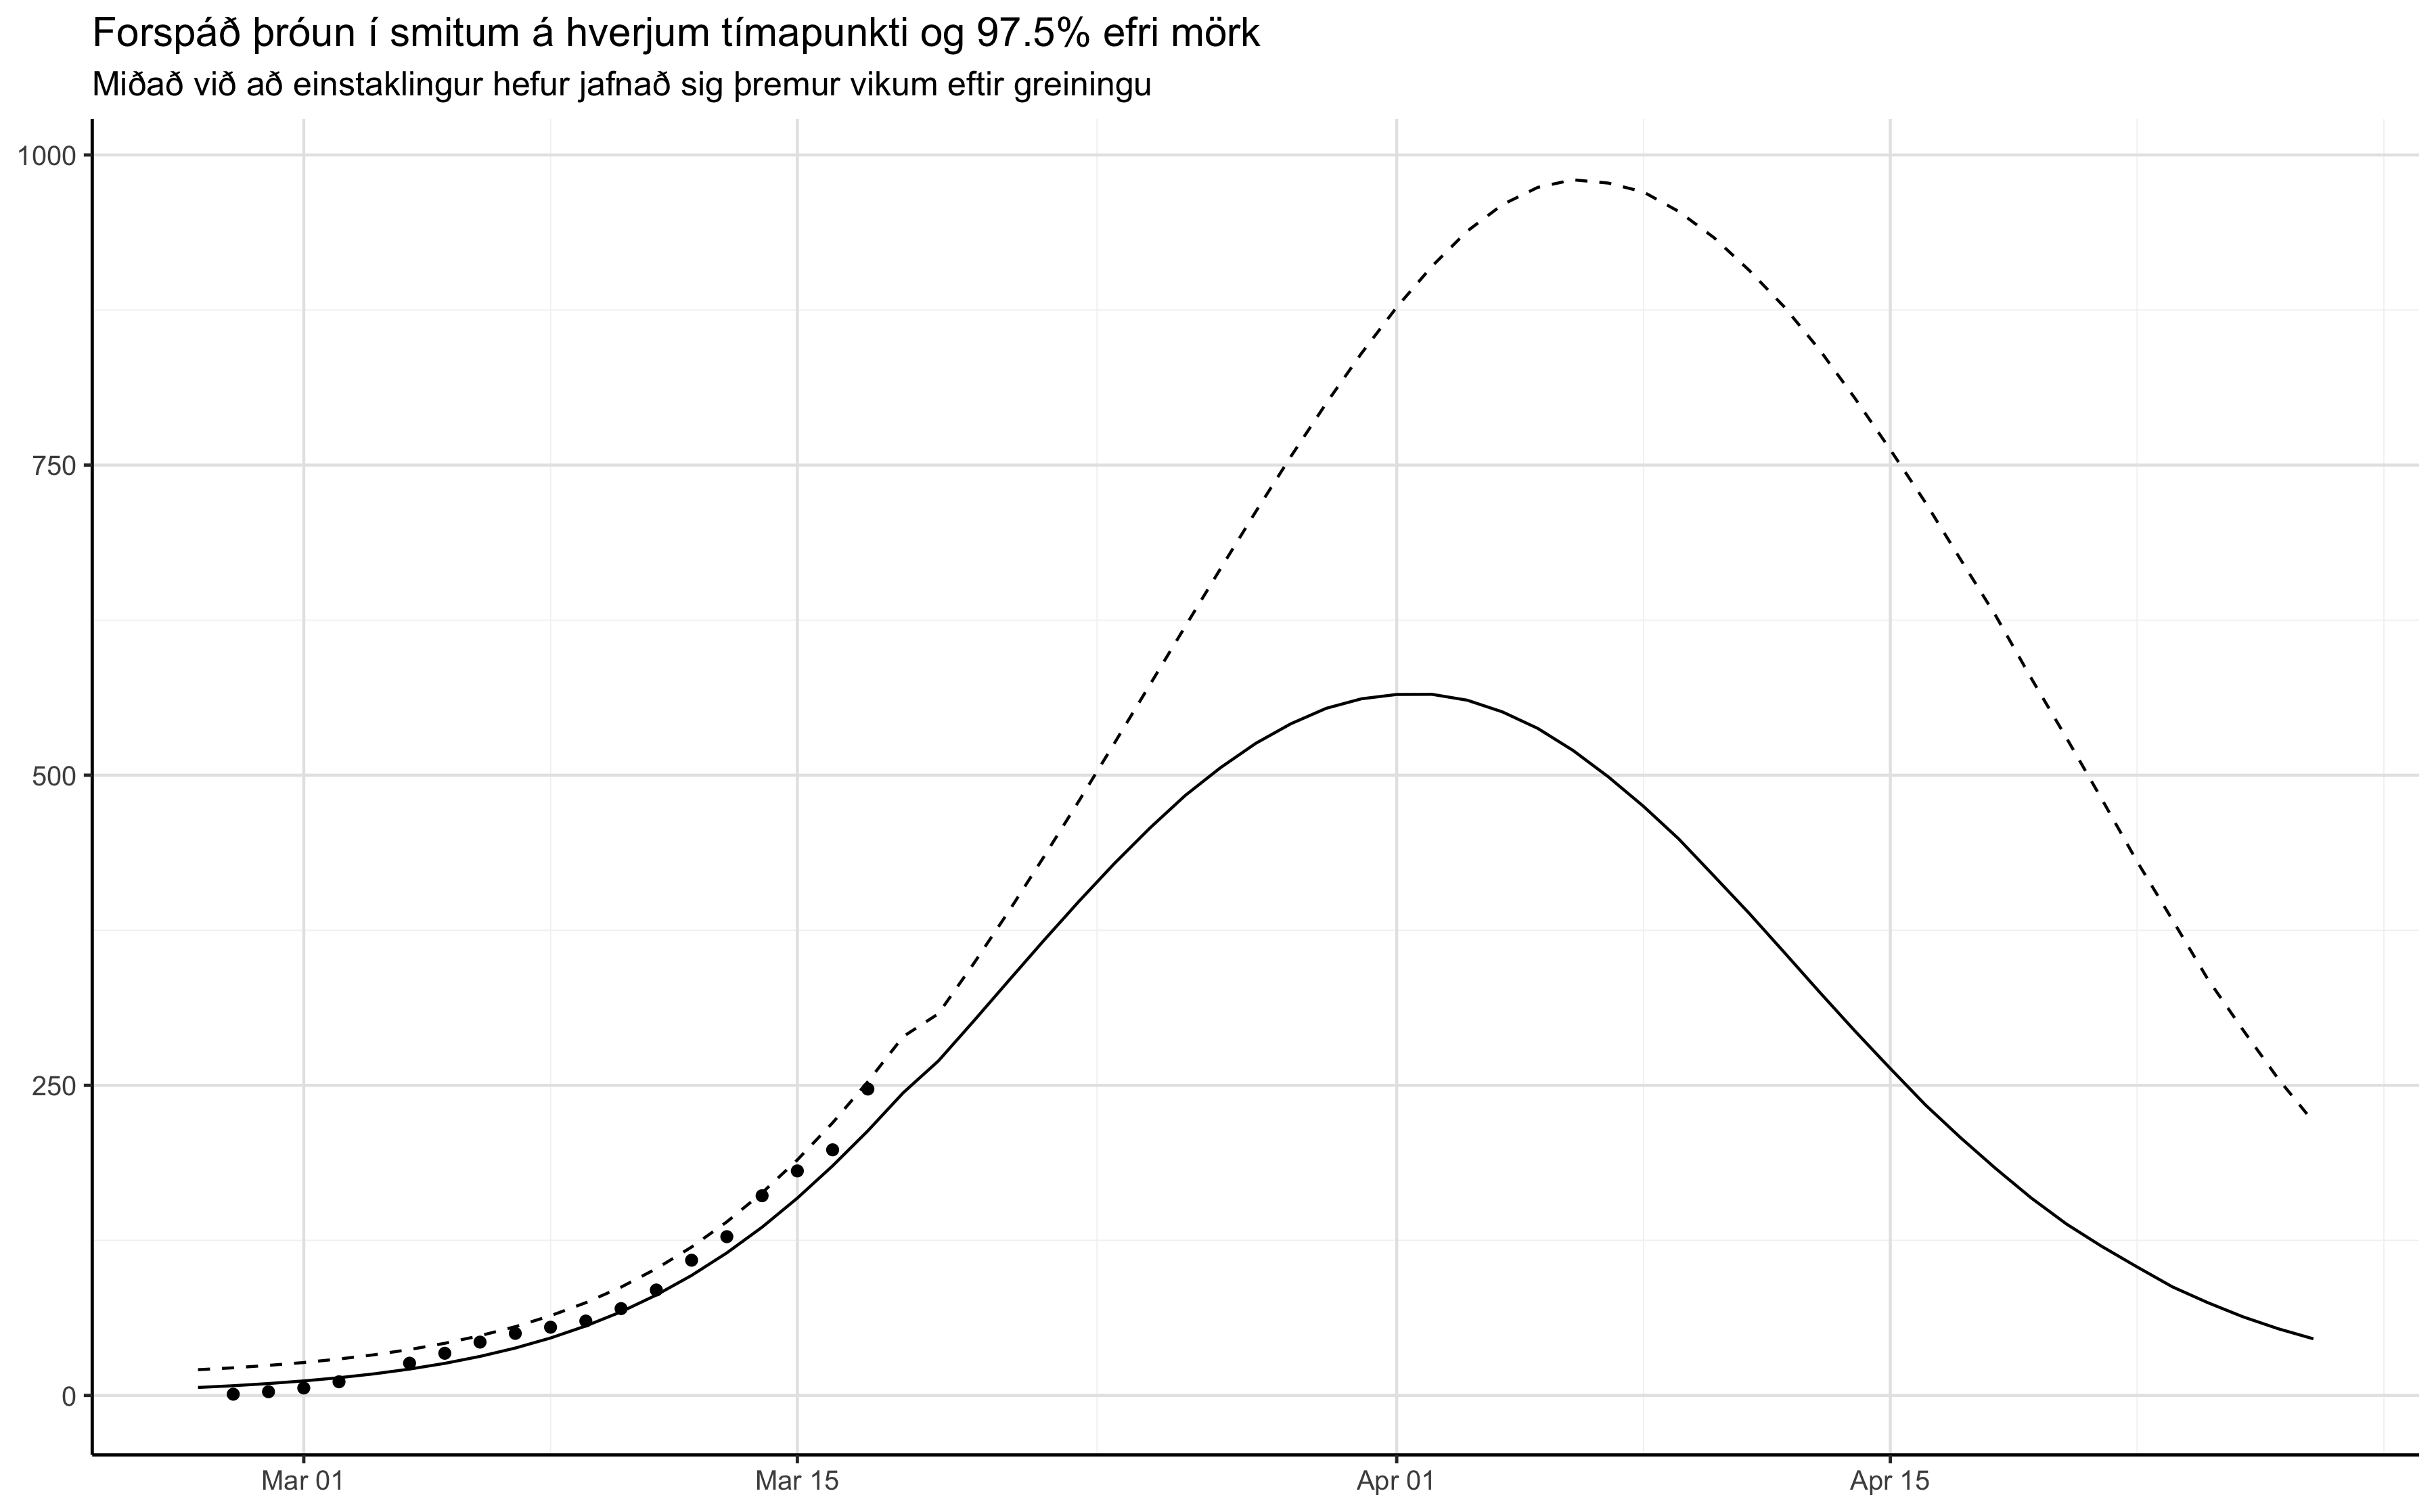 Forspáð þróun í smitum á hverjum tímapunkti og 97.5% efri mörk
Miðað við að einstaklingur hefur jafnað sig þremur vikum eftir greiningu
1000
750
500
250
0
Mar 01
Mar 15
Apr 01
Apr 15